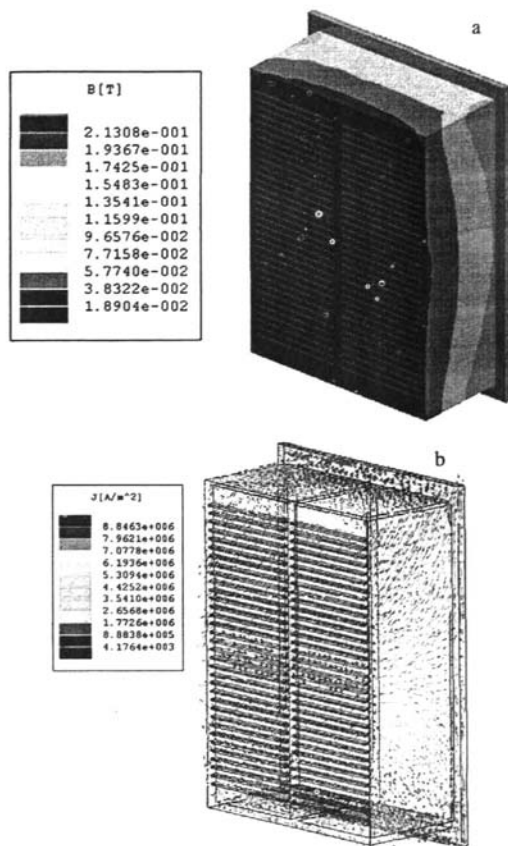 a
B[T]
2.1308e-001
1.9367e-001
1.7425e-001
1.5483e-001
1.3541e-001
1.1599e-001
9.6576e-002
7.7158e-002
5.7740e-002
3.8322e-002
1.8904e-002
b
J[A/m^2]
8.8463e+006
7.9621e+006
7.0778e+006
6.1936e+006
5.3094e+006
4.4252e+006
3.5410e+006
2.6568e+006
1.7726e+006
8.8838e+005
4.1764e+003